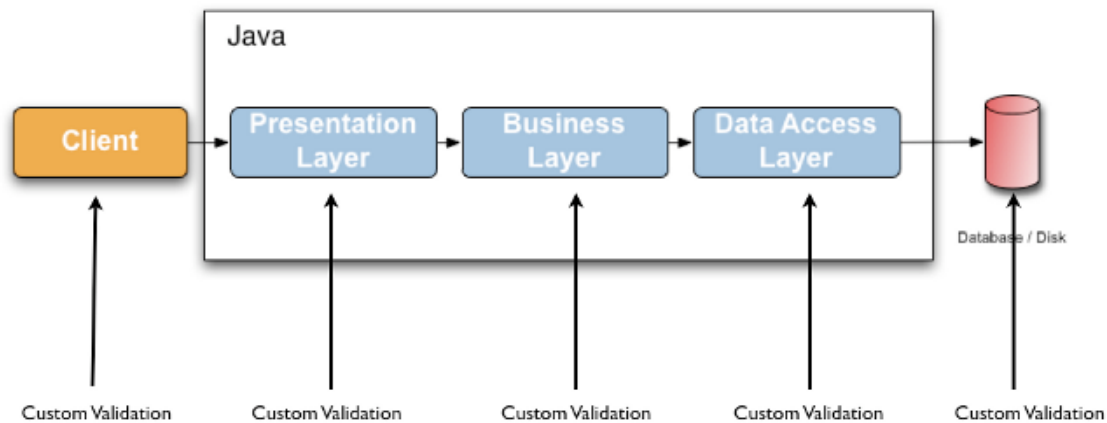 Java
Client
Presentation
Layer
Business
Layer
Data Access
Layer
Database / Disk
Custom Validation
Custom Validation
Custom Validation
Custom Validation
Custom Validation